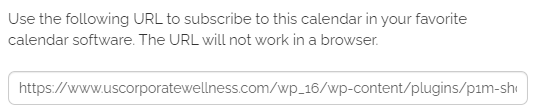 Use the following URL to subscribe to this calendar in your favorite
calendar software. The URL will not work in a browser.
https://www.uscorporatewellness.com/wp_16/wp-content/plugins/p1m-sh